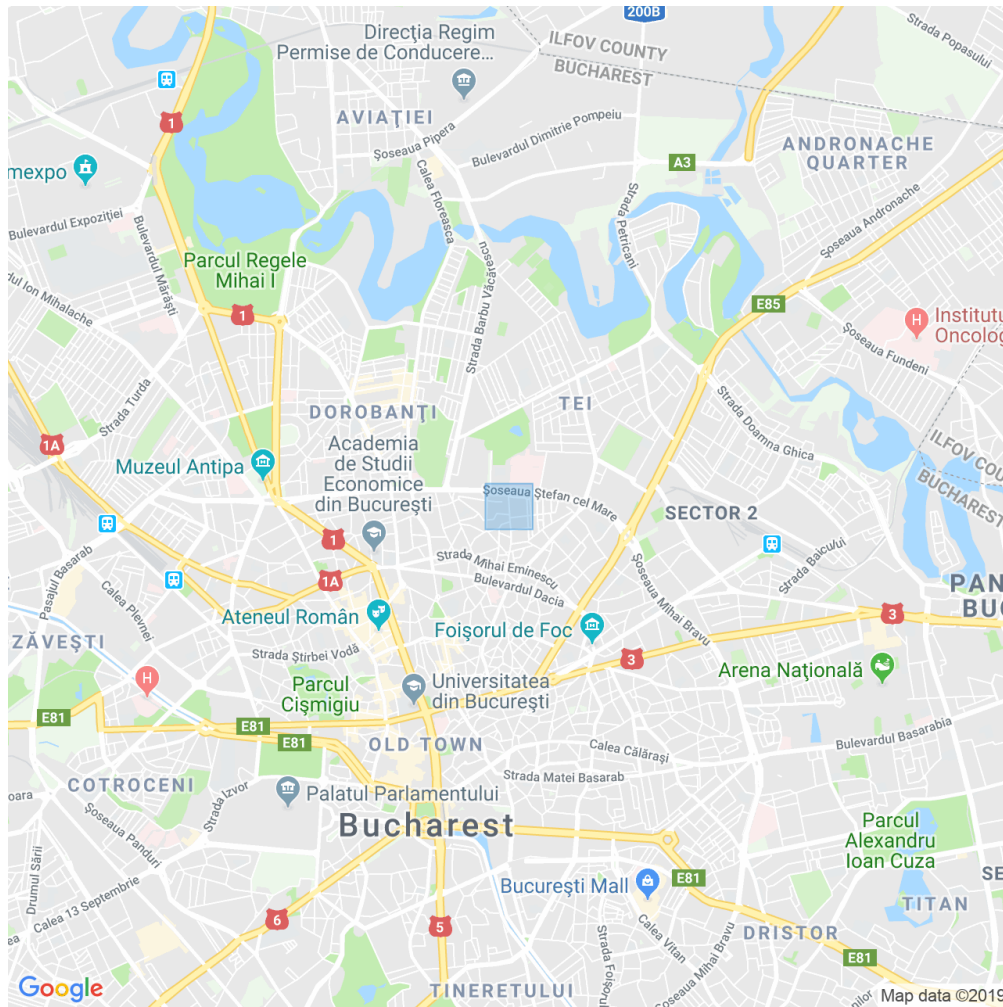 200B
Direcţia Regim
Permise de Conducere...
ILFOV COUNTY
BUCHAREST
Strada Popasului
1
AVIAŢIEI
Şoseaua Pipera
Bulevardul Dimitrie Pompeiu
ANDRONACHE
QUARTER
A3
mexpo
Calea Floreasca
Strada Petricani
Bulevardul Expoziţiei
Bulevardul Mărăşti
Strada Barbu Văcărescu
Şoseaua Andronache
Parcul Regele
Mihai I
E85
1
Institutu
Oncolog
Şoseaua Fundeni
Strada Turda
DOROBANŢI
TEI
Strada Doamna Ghica
1A
Academia
de Studii
Economice
din Bucureşti
Muzeul Antipa
ILFOV COU
BUCHAREST
Şoseaua Ştefan cel Mare
SECTOR 2
1
Pasajul Basarab
Strada Mihai Eminescu
Bulevardul Dacia
Strada Baicului
1A
Calea Plevnei
Şoseaua Mihai Bravu
PAN
BUC
Ateneul Român
Foişorul de Foc
3
ZĂVEŞTI
Strada Ştirbei Vodă
3
Arena Naţională
H
Parcul
Cişmigiu
Universitatea
din Bucureşti
E81
E81
E81
OLD TOWN
Calea Călăraşi
Bulevardul Basarabia
COTROCENI
Strada Izvor
Strada Matei Basarab
oara
Palatul Parlamentului
Şoseaua Panduri
Bucharest
Parcul
Alexandru
Ioan Cuza
Drumul Sării
Bucureşti Mall
E81
SE
Calea 13 Septembrie
TITAN
6
5
Calea Vitan
DRISTOR
Şoseaua Mihai Bravu
E81
Google
TINERETULUI
Map data ©2019